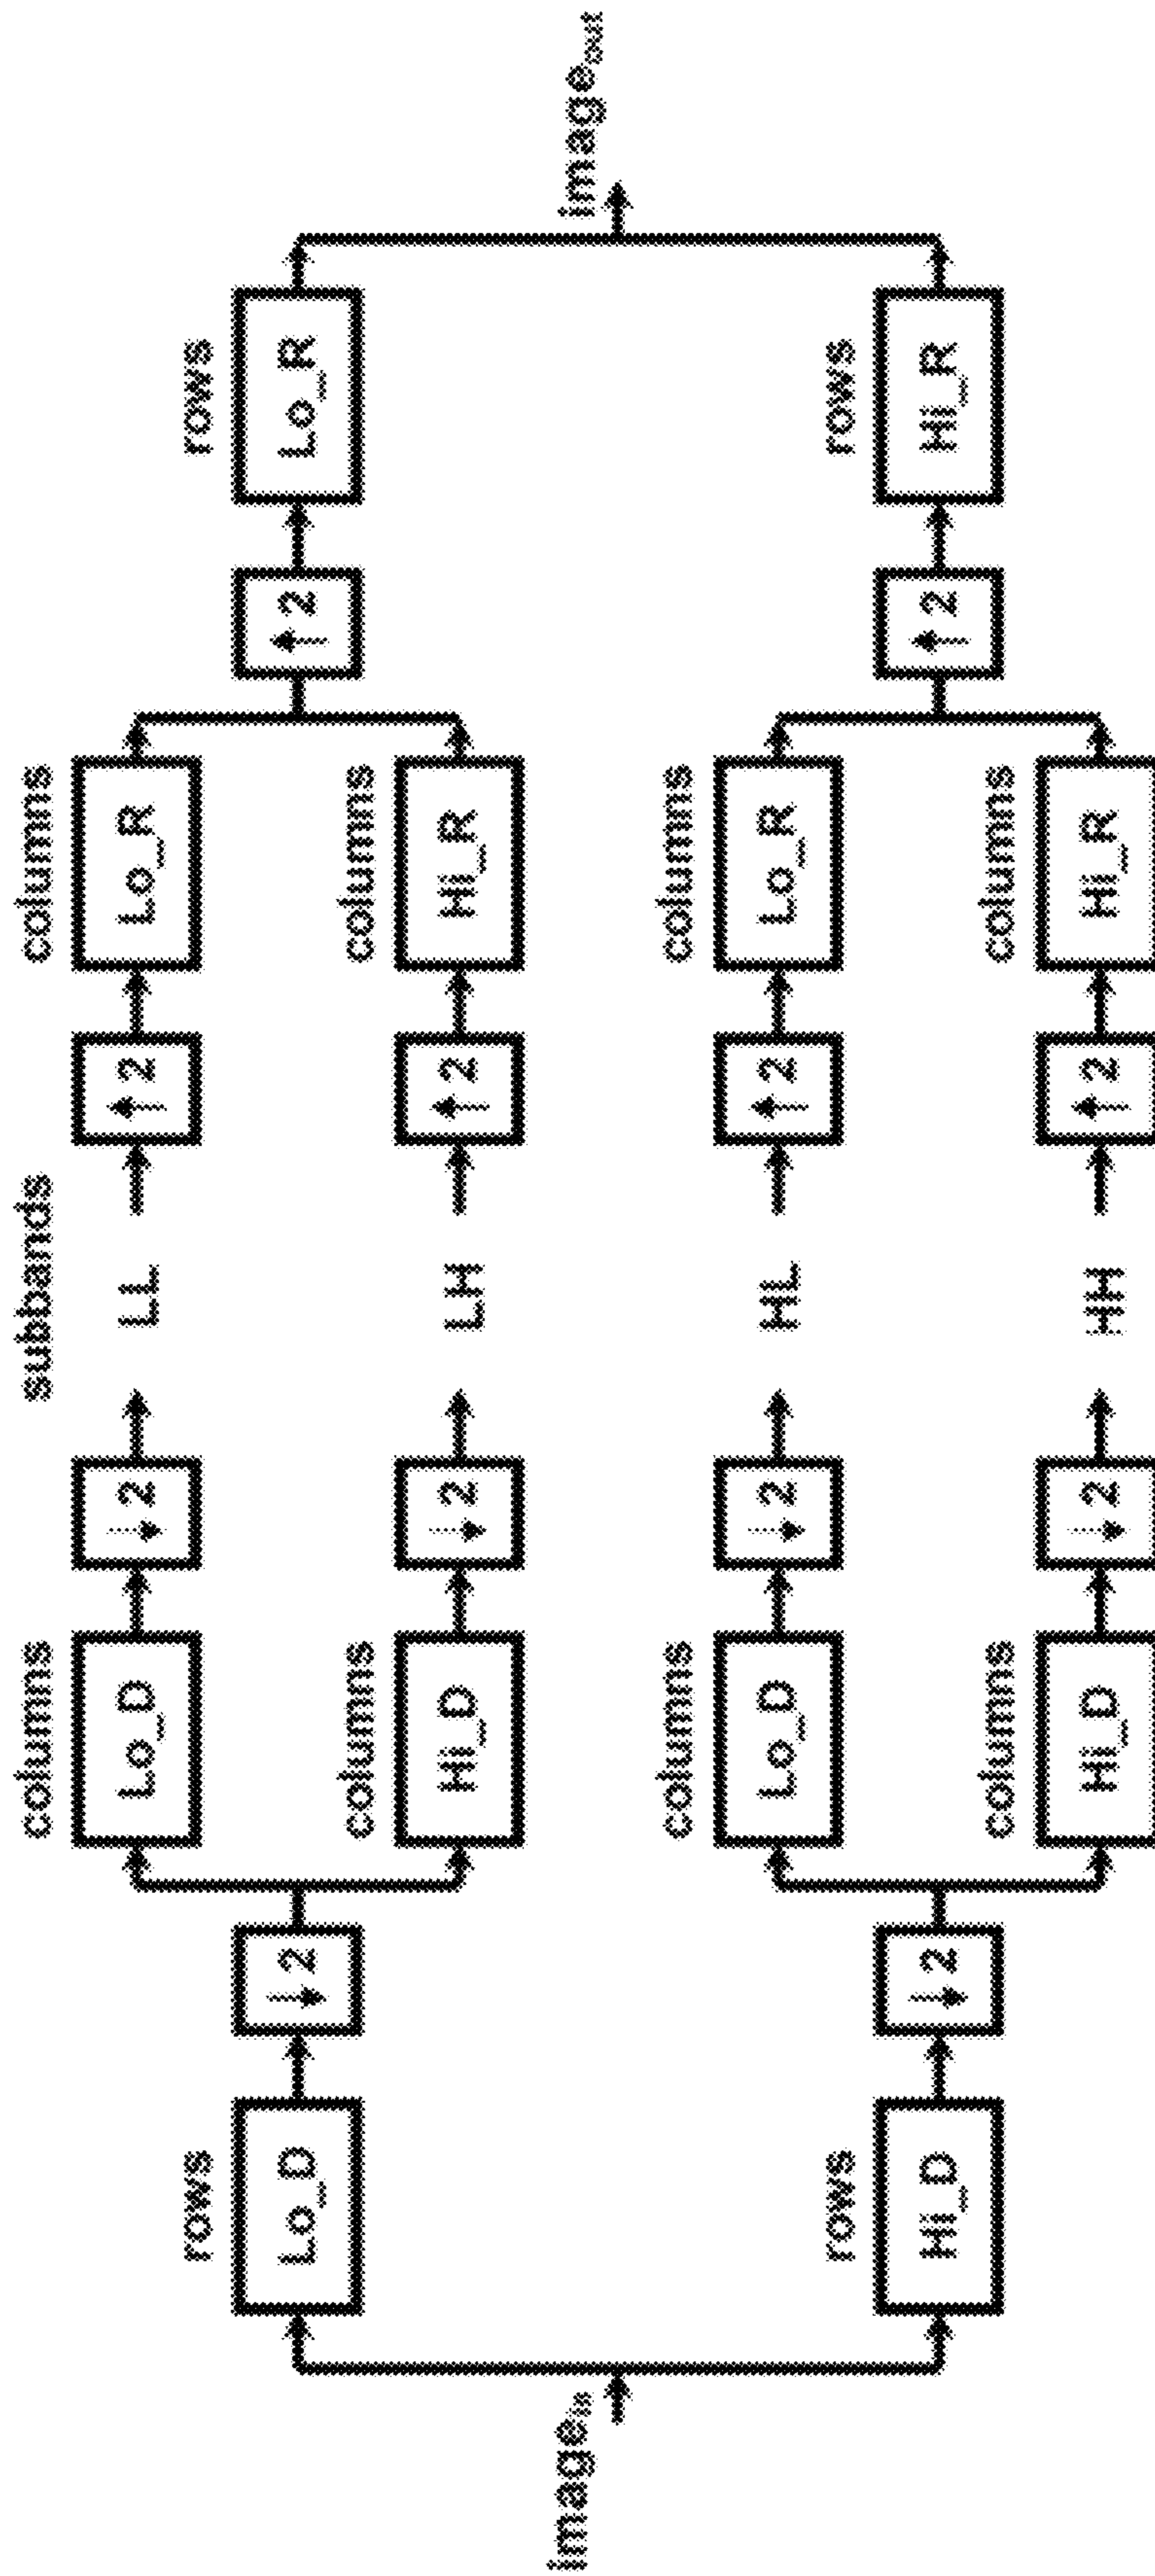 subbands
columns
columns
Lo_D
↓ 2
LL
↑ 2
Lo_R
rows
rows
Lo_D
↓ 2
↑ 2
Lo_R
columns
columns
Hi_D
↓ 2
LH
↑ 2
Hi_R
image_in
image_out
columns
columns
Lo_D
↓ 2
HL
↑ 2
Lo_R
rows
rows
Hi_D
↓ 2
↑ 2
Hi_R
columns
columns
Hi_D
↓ 2
HH
↑ 2
Hi_R